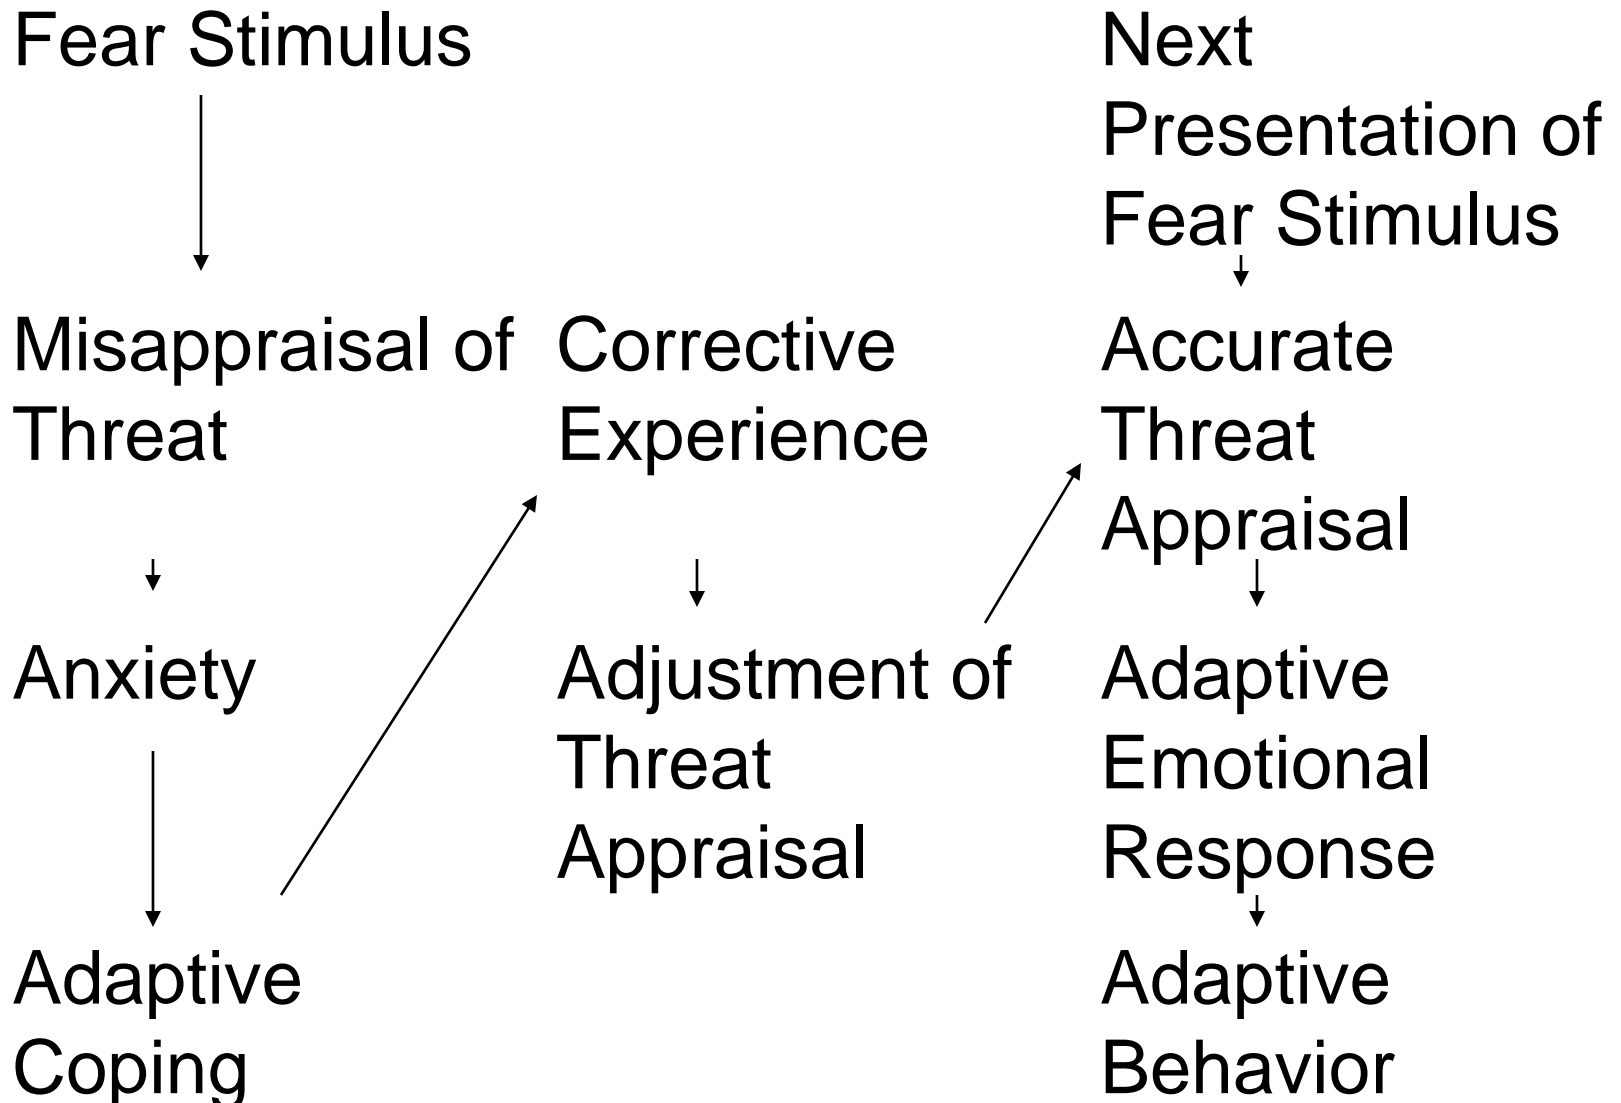 Fear Stimulus
Misappraisal of
Threat
Anxiety
Adaptive
Coping
Corrective
Experience
Adjustment of
Threat
Appraisal
Next
Presentation of
Fear Stimulus
Accurate
Threat
Appraisal
Adaptive
Emotional
Response
Adaptive
Behavior